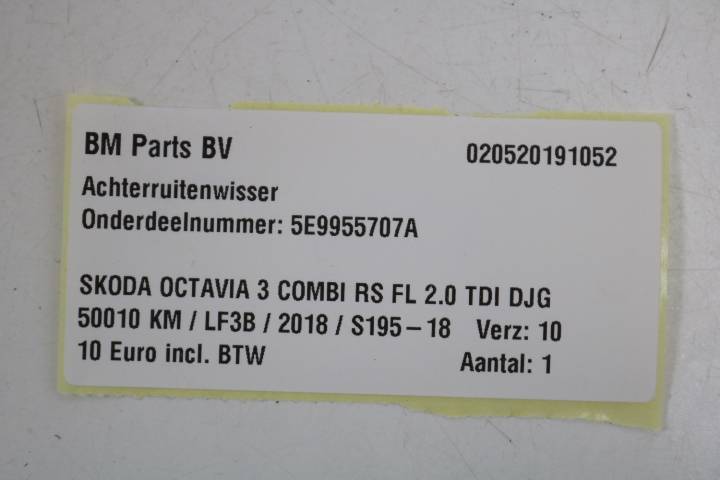 BM Parts BV 020520191052
Achterruitenwisser
Onderdeelnummer: 5E9955707A
SKODA OCTAVIA 3 COMBI RS FL 2.0 TDI DJG
50010 KM / LF3B / 2018 / S195-18 Verz: 10
10 Euro incl. BTW Aantal: 1